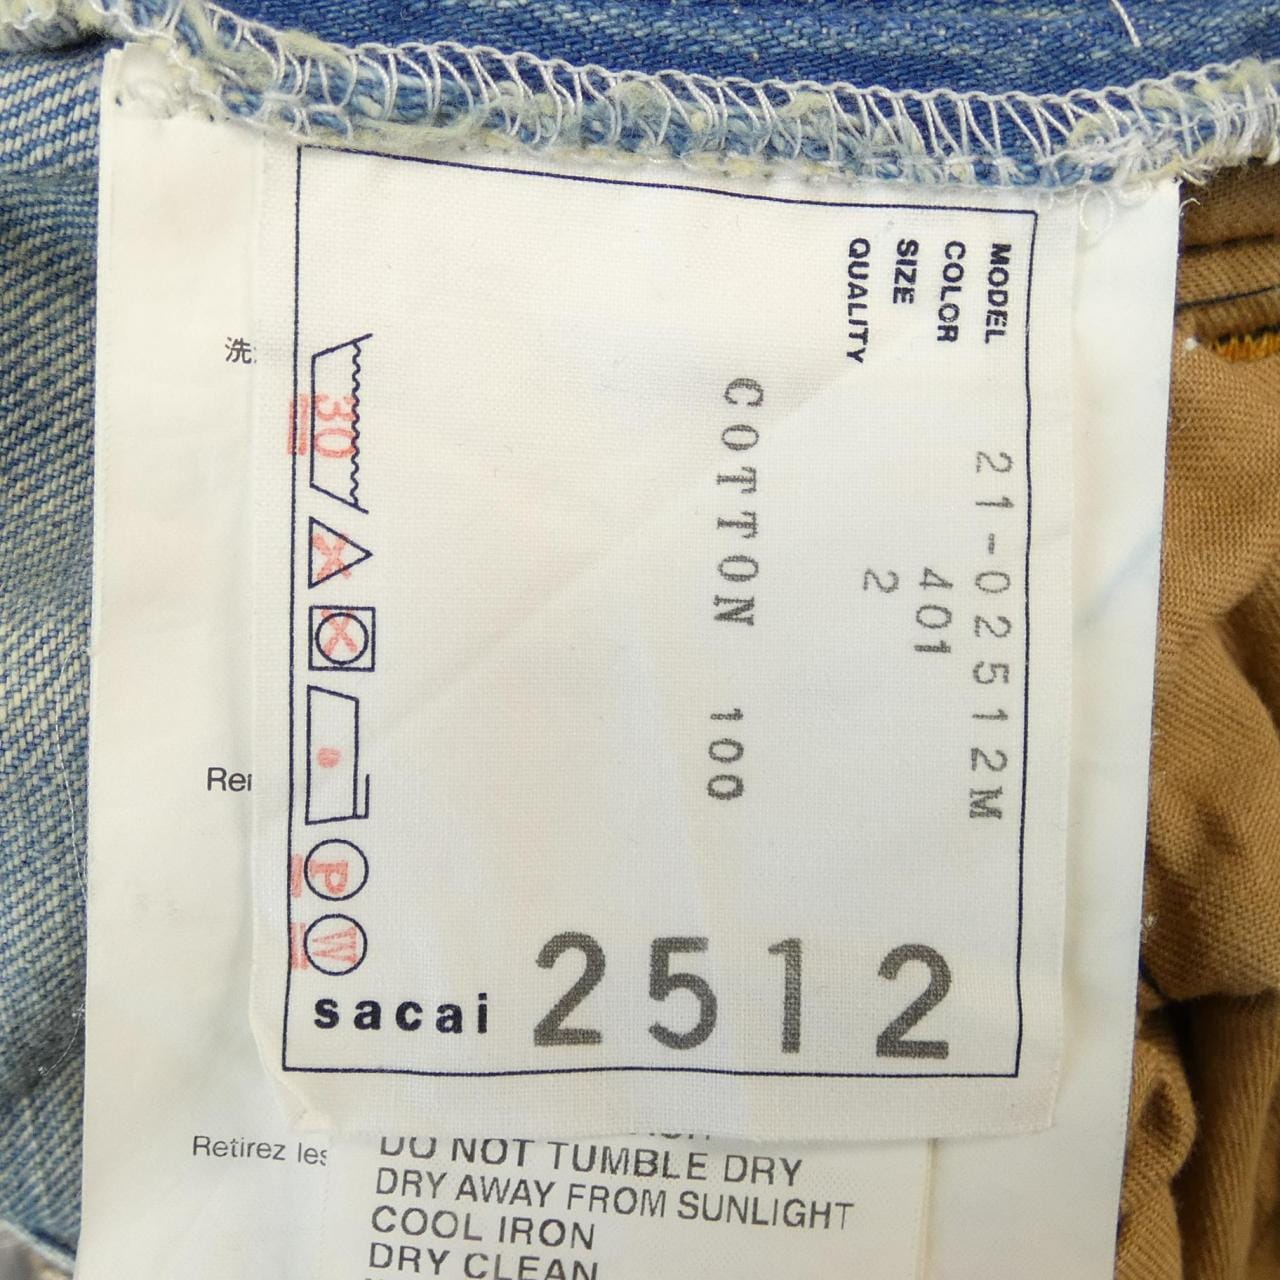 MODEL 21-02512M
COLOR 401
SIZE 2
QUALITY
COTTON 100
30
P
W
sacai 2512
洗
Rei
Retirez les
DO NOT TUMBLE DRY
DRY AWAY FROM SUNLIGHT
COOL IRON
DRY CLEAN